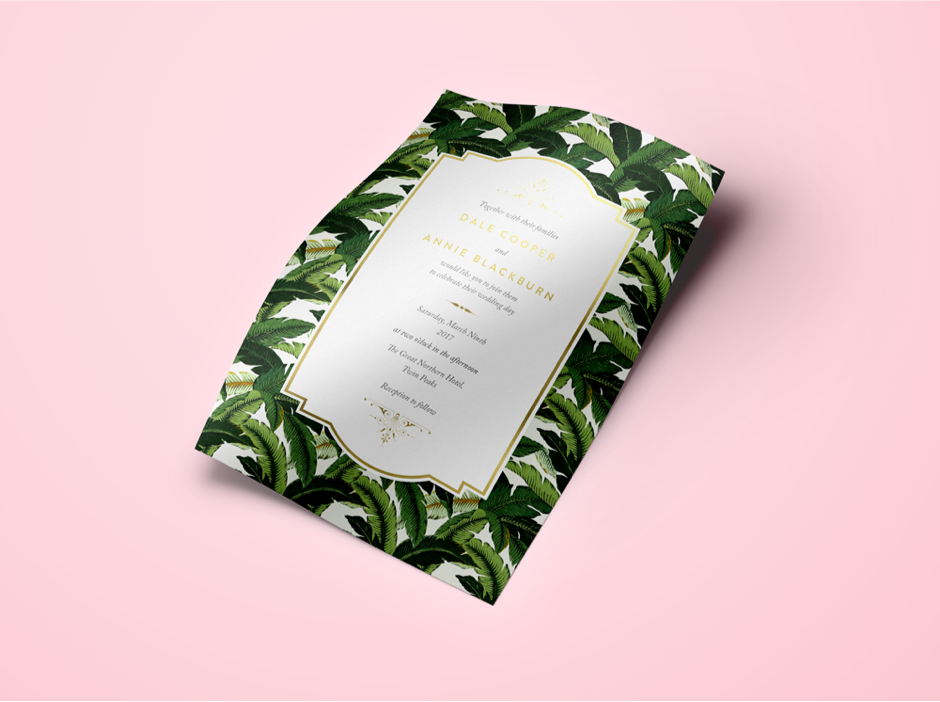 Together with their families
DALE COOPER
and
ANNIE BLACKBURN
would like you to join them
to celebrate their wedding day
Saturday, March Ninth
2017
at two o'clock in the afternoon
The Great Northern Hotel,
Twin Peaks
Reception to follow